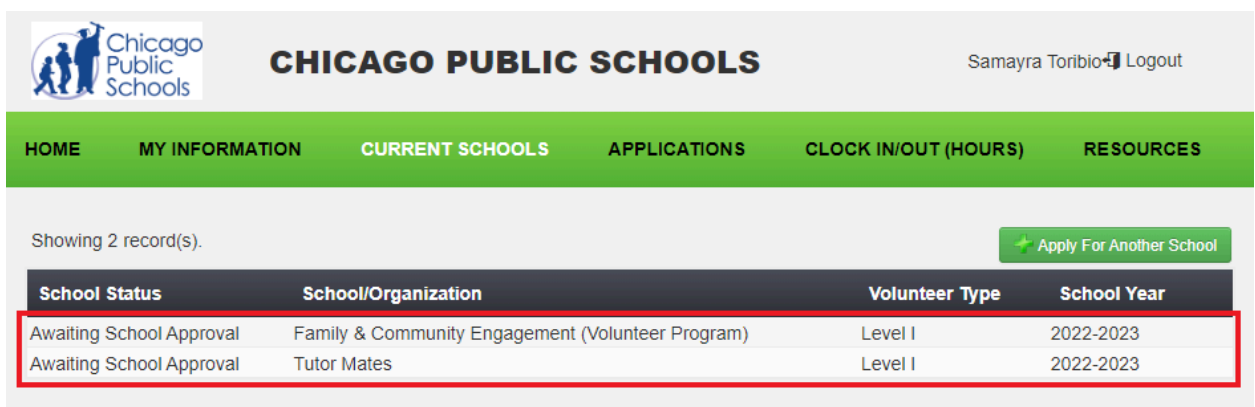 Chicago
Public
Schools
CHICAGO PUBLIC SCHOOLS
Samayra Toribio Logout
HOME MY INFORMATION CURRENT SCHOOLS APPLICATIONS CLOCK IN/OUT (HOURS) RESOURCES
Showing 2 record(s).
Apply For Another School
School Status School/Organization Volunteer Type School Year
Awaiting School Approval Family & Community Engagement (Volunteer Program) Level I 2022-2023
Awaiting School Approval Tutor Mates Level I 2022-2023